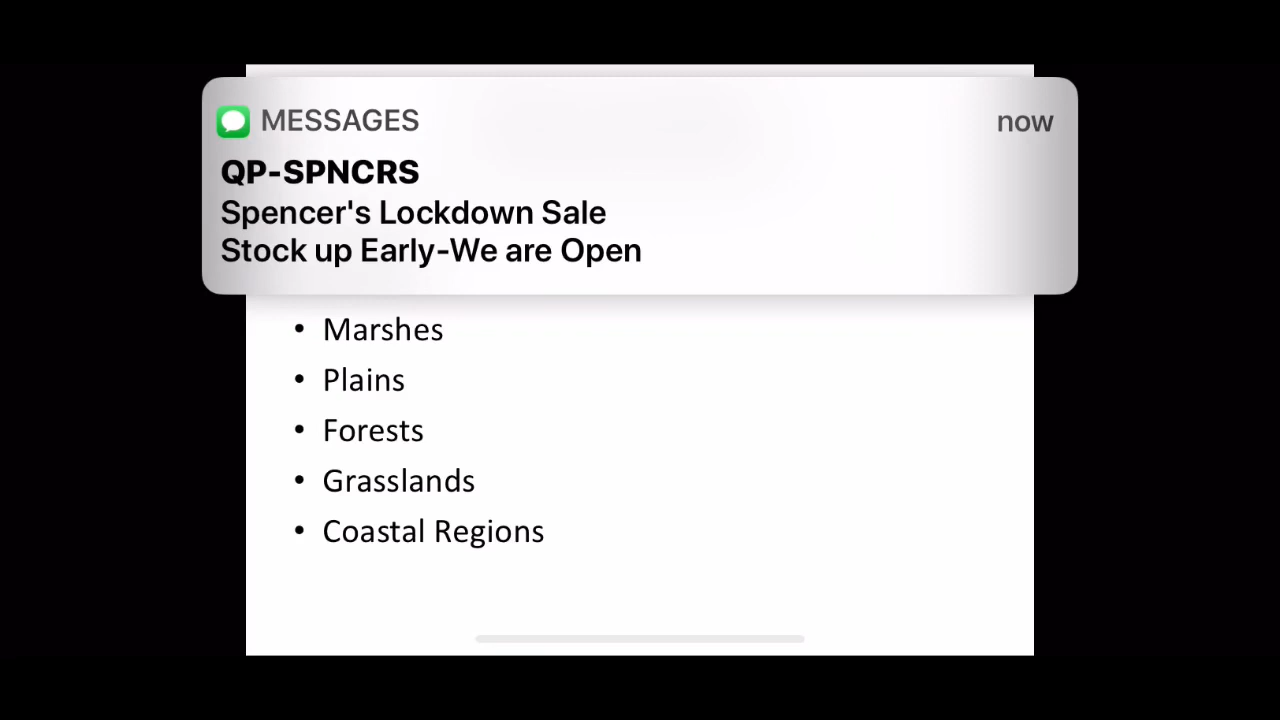 MESSAGES now
QP-SPNCRS
Spencer's Lockdown Sale
Stock up Early-We are Open
• Marshes
• Plains
• Forests
• Grasslands
• Coastal Regions